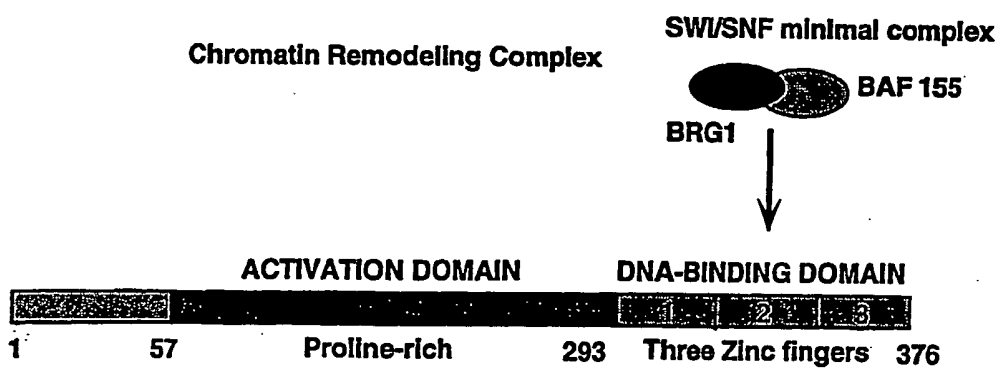 SWI/SNF minimal complex
Chromatin Remodeling Complex
BAF 155
BRG1
ACTIVATION DOMAIN DNA-BINDING DOMAIN
1 2 3
1 57 Proline-rich 293 Three Zinc fingers 376